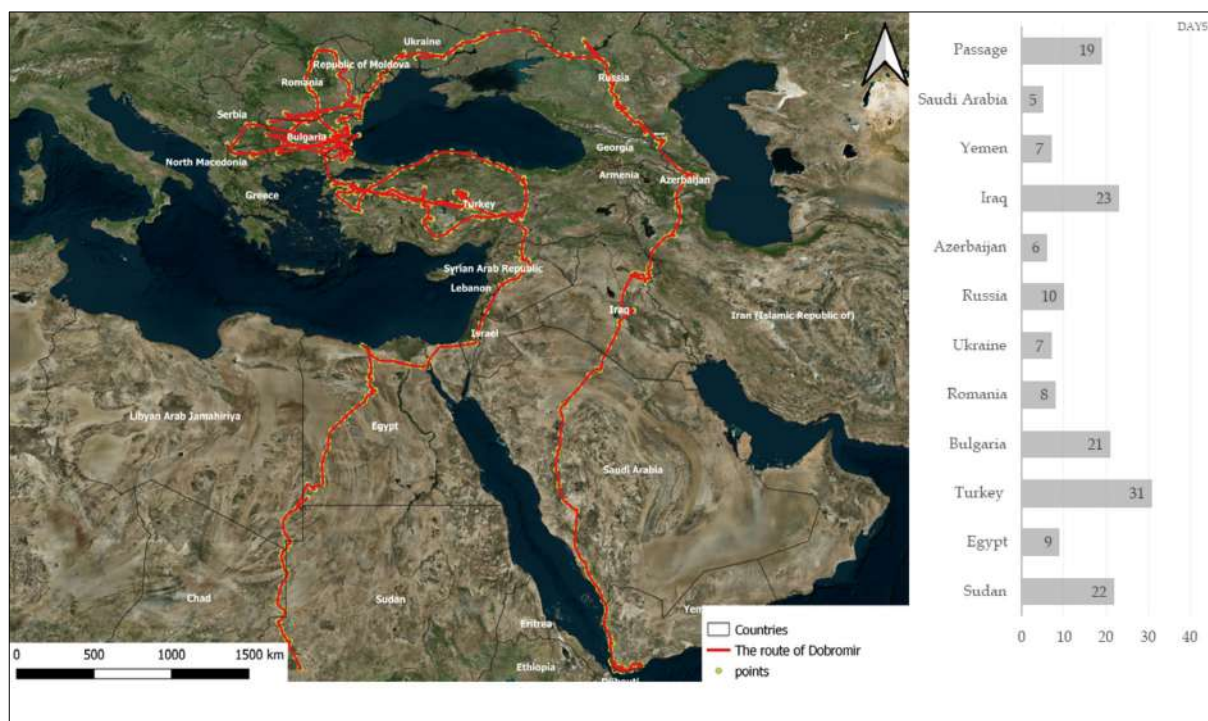 Ukraine
Republic of Moldova
Romania
Russia
Serbia
Bulgaria
Georgia
North Macedonia
Armenia
Azerbaijan
Greece
Turkey
Syrian Arab Republic
Lebanon
Iraq
Iran (Islamic Republic of)
Israel
Libyan Arab Jamahiriya
Egypt
Saudi Arabia
Chad
Sudan
Eritrea
Ethiopia
0 500 1000 1500 km
Countries
The route of Dobromir
points
DAYS
Passage 19
Saudi Arabia 5
Yemen 7
Iraq 23
Azerbaijan 6
Russia 10
Ukraine 7
Romania 8
Bulgaria 21
Turkey 31
Egypt 9
Sudan 22
0 10 20 30 40